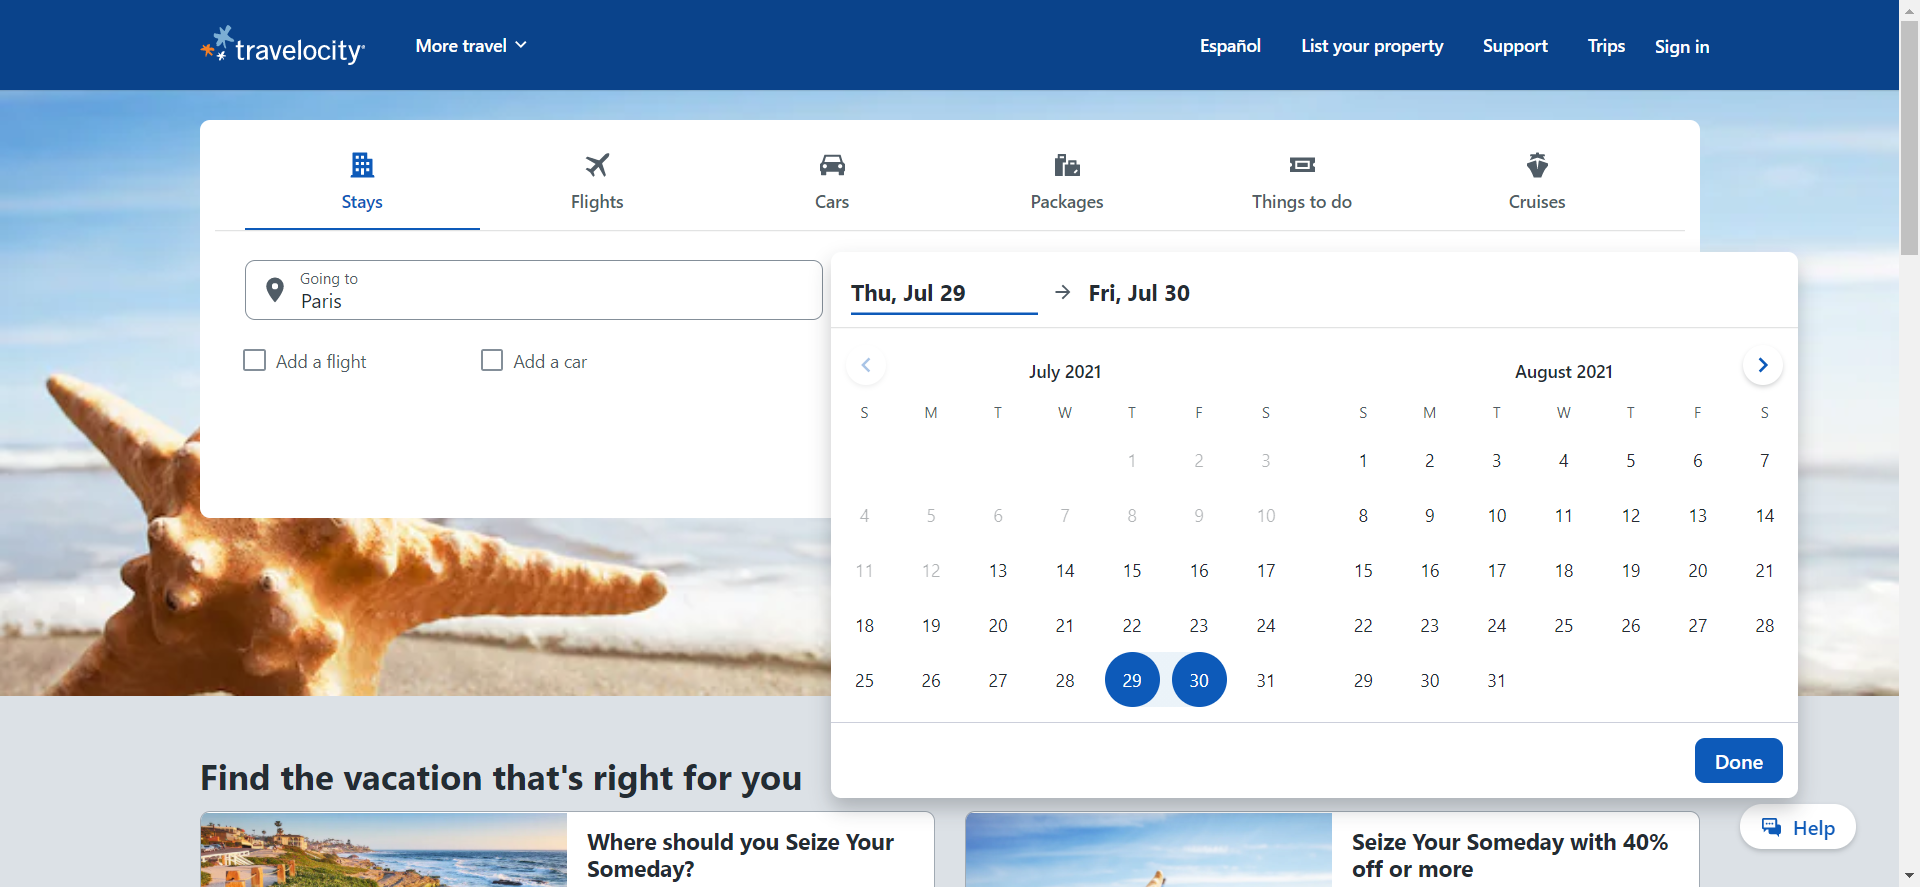 travelocity
More travel
Español
List your property
Support
Trips
Sign in
Stays
Flights
Cars
Packages
Things to do
Cruises
Going to
Paris
Add a flight
Add a car
Thu, Jul 29
Fri, Jul 30
July 2021
S M T W T F S
1 2 3
4 5 6 7 8 9 10
11 12 13 14 15 16 17
18 19 20 21 22 23 24
25 26 27 28 29 30 31
August 2021
S M T W T F S
1 2 3 4 5 6 7
8 9 10 11 12 13 14
15 16 17 18 19 20 21
22 23 24 25 26 27 28
29 30 31
Done
Find the vacation that's right for you
Where should you Seize Your
Someday?
Seize Your Someday with 40%
off or more
Help